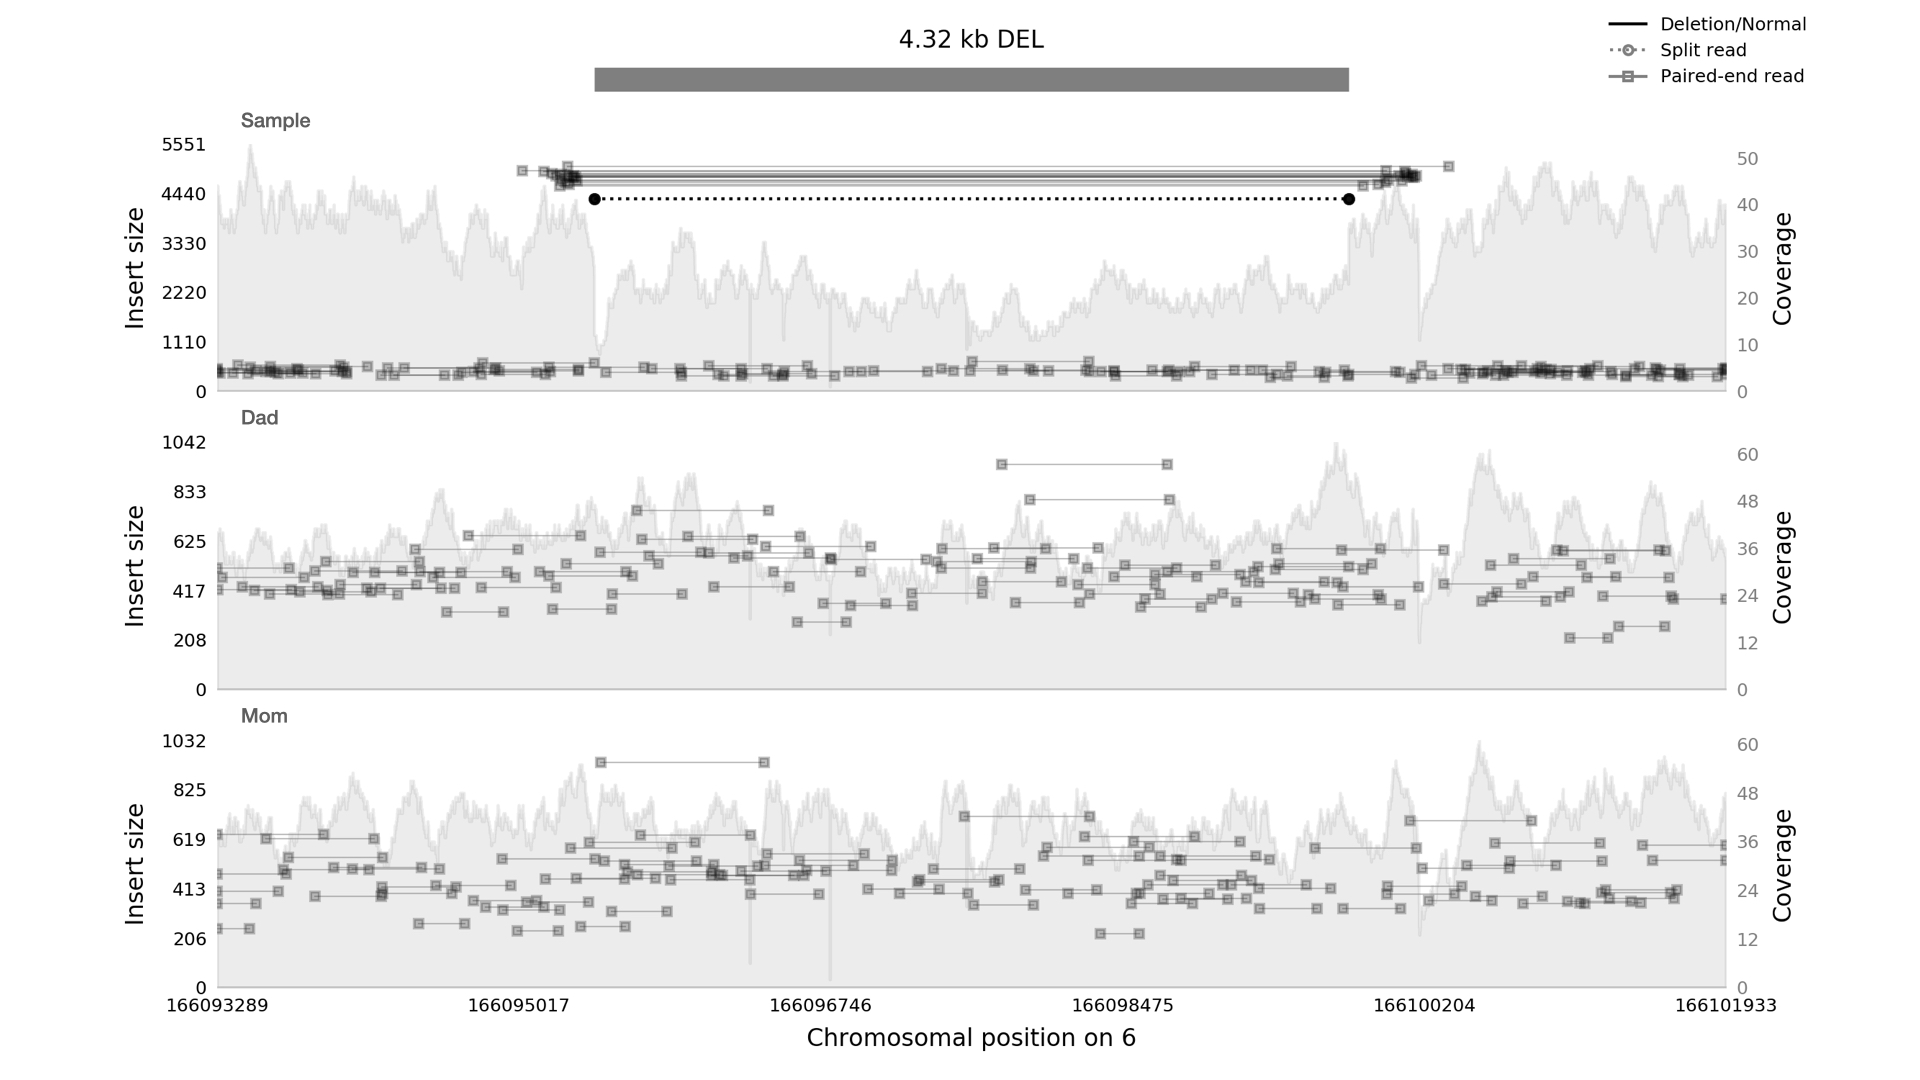 4.32 kb DEL
Deletion/Normal
Split read
Paired-end read
Sample
5551
4440
3330
2220
1110
0
Insert size
50
40
30
20
10
0
Coverage
Dad
1042
833
625
417
208
0
Insert size
60
48
36
24
12
0
Coverage
Mom
1032
825
619
413
206
0
Insert size
60
48
36
24
12
0
Coverage
166093289 166095017 166096746 166098475 166100204 166101933
Chromosomal position on 6